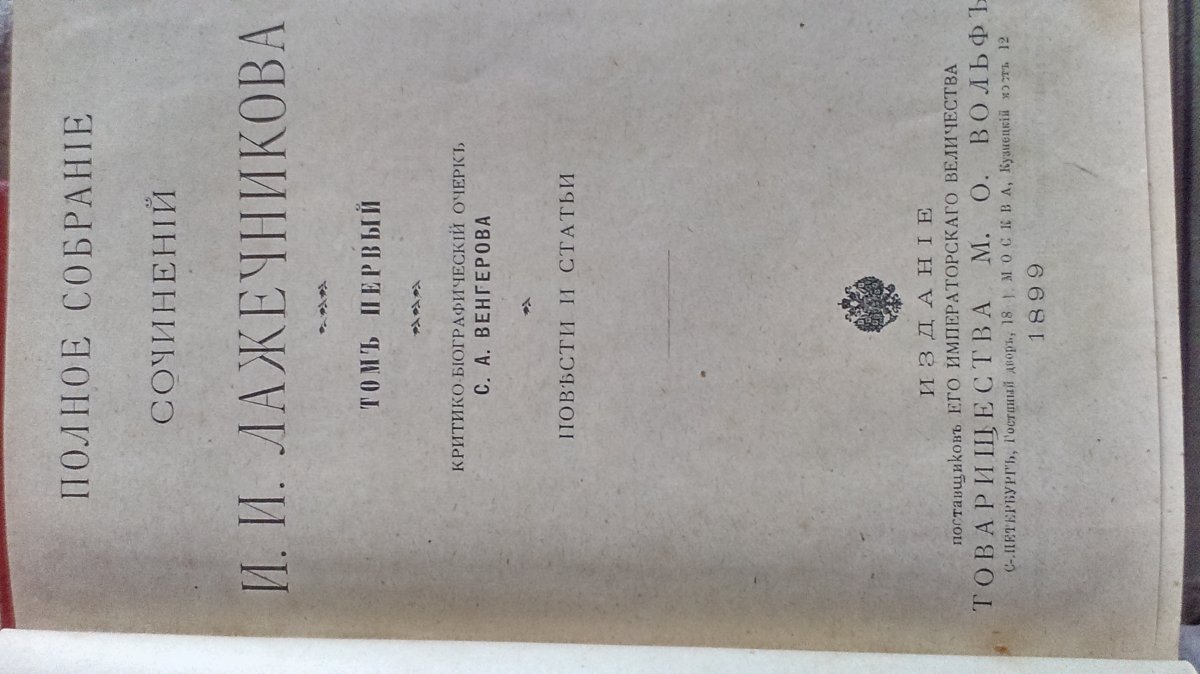 ПОЛНОЕ СОБРАНІЕ
СОЧИНЕНІЙ
И. И. ЛАЖЕЧНИКОВА
ТОМЪ ПЕРВЫЙ
КРИТИКО-БІОГРАФИЧЕСКІЙ ОЧЕРКЪ
С. А. ВЕНГЕРОВА
ПОВѢСТИ И СТАТЬИ
ИЗДАНІЕ
ПОСТАВЩИКОВЪ ЕГО ИМПЕРАТОРСКАГО ВЕЛИЧЕСТВА
ТОВАРИЩЕСТВА М. О. ВОЛЬФЪ
С.-ПЕТЕРБУРГЪ, Гостиный дворъ, 18 | МОСКВА, Кузнецкій мостъ 12
1899